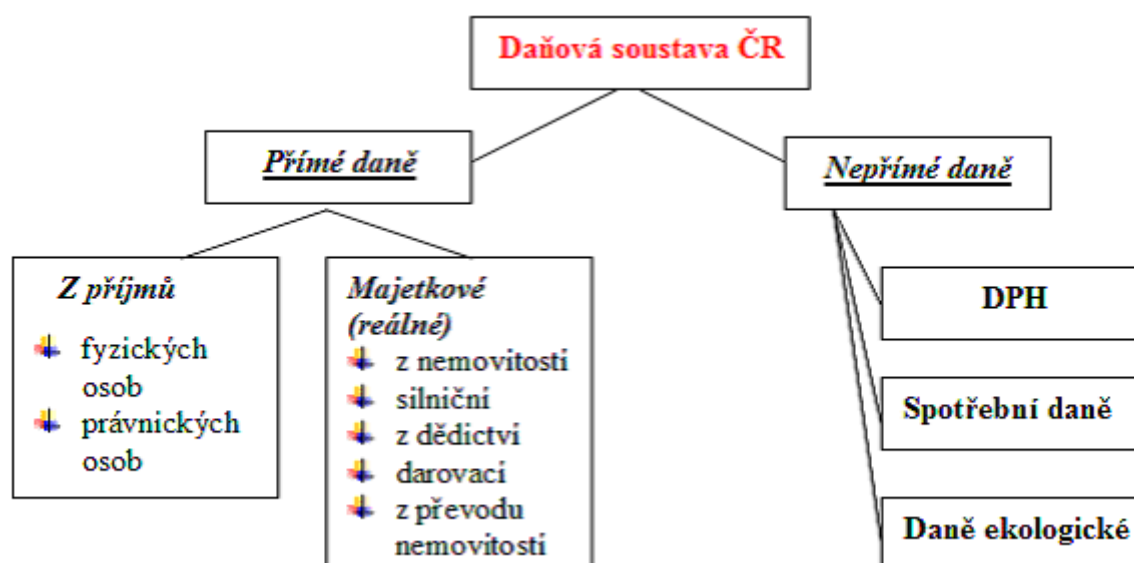 Daňová soustava ČR
Přímé daně
Nepřímé daně
Z příjmů
fyzických
osob
právnických
osob
Majetkové
(reálné)
z nemovitostí
silniční
z dědictví
darovací
z převodu
nemovitostí
DPH
Spotřební daně
Daně ekologické